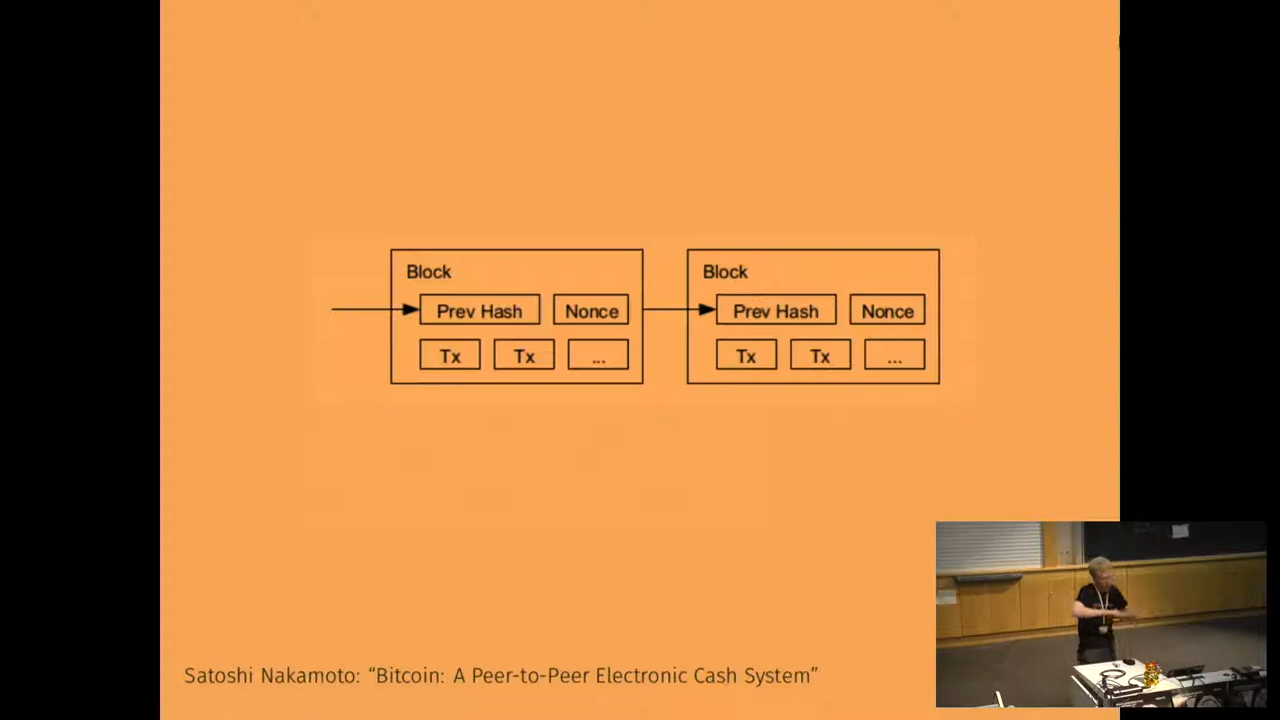 Block
Prev Hash
Nonce
Tx
Tx
...
Block
Prev Hash
Nonce
Tx
Tx
...
Satoshi Nakamoto: “Bitcoin: A Peer-to-Peer Electronic Cash System”